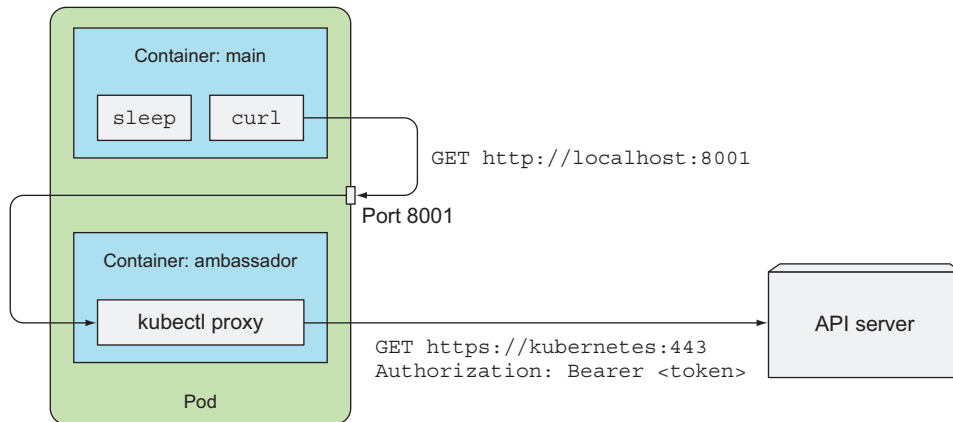 Container: main
sleep
curl
GET http://localhost:8001
Port 8001
Container: ambassador
kubectl proxy
API server
GET https://kubernetes:443
Authorization: Bearer <token>
Pod